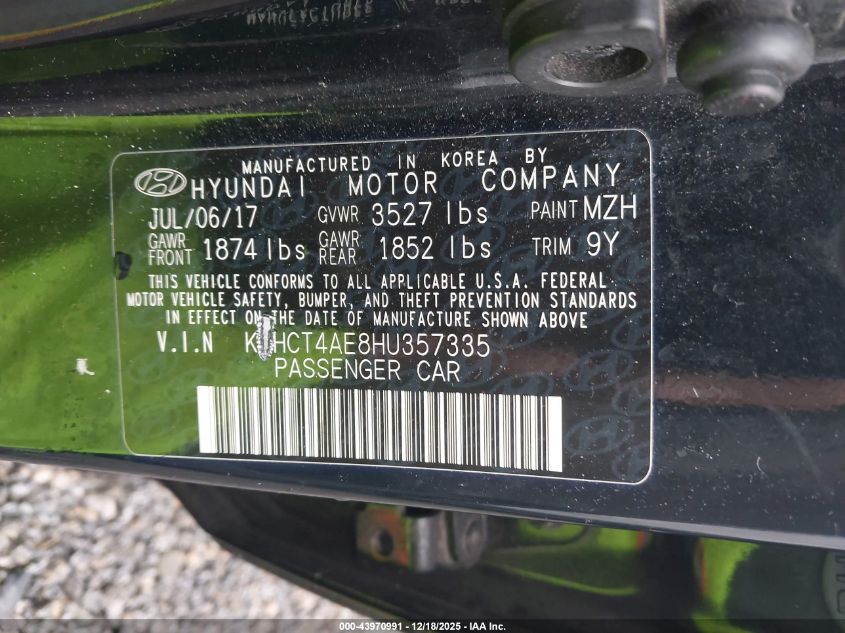 MANUFACTURED IN KOREA BY
HYUNDAI MOTOR COMPANY
JUL/06/17 GVWR 3527 lbs PAINT MZH
GAWR FRONT 1874 lbs GAWR REAR 1852 lbs TRIM 9Y
THIS VEHICLE CONFORMS TO ALL APPLICABLE U.S.A. FEDERAL
MOTOR VEHICLE SAFETY, BUMPER, AND THEFT PREVENTION STANDARDS
IN EFFECT ON THE DATE OF MANUFACTURE SHOWN ABOVE
V.I.N
PASSENGER CAR
000-43970991 - 12/18/2025 - IAA Inc.